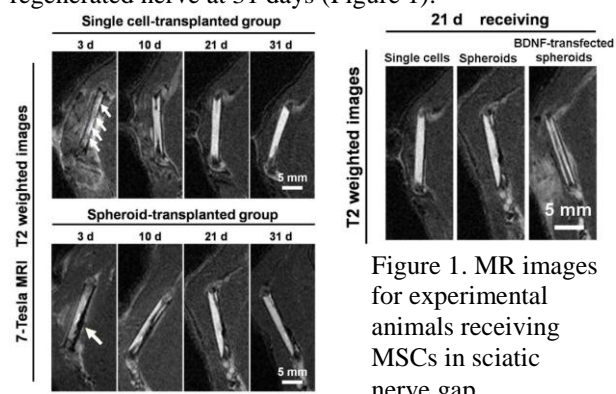 regenerated nerve at 31 days (Figure 1).
Single cell-transplanted group
3 d 10 d 21 d 31 d
T2 weighted images
5 mm
Spheroid-transplanted group
3 d 10 d 21 d 31 d
7-Tesla MRI
5 mm
21 d receiving
Single cells Spheroids BDNF-transfected
spheroids
T2 weighted images
5 mm
Figure 1. MR images
for experimental
animals receiving
MSCs in sciatic
nerve gap